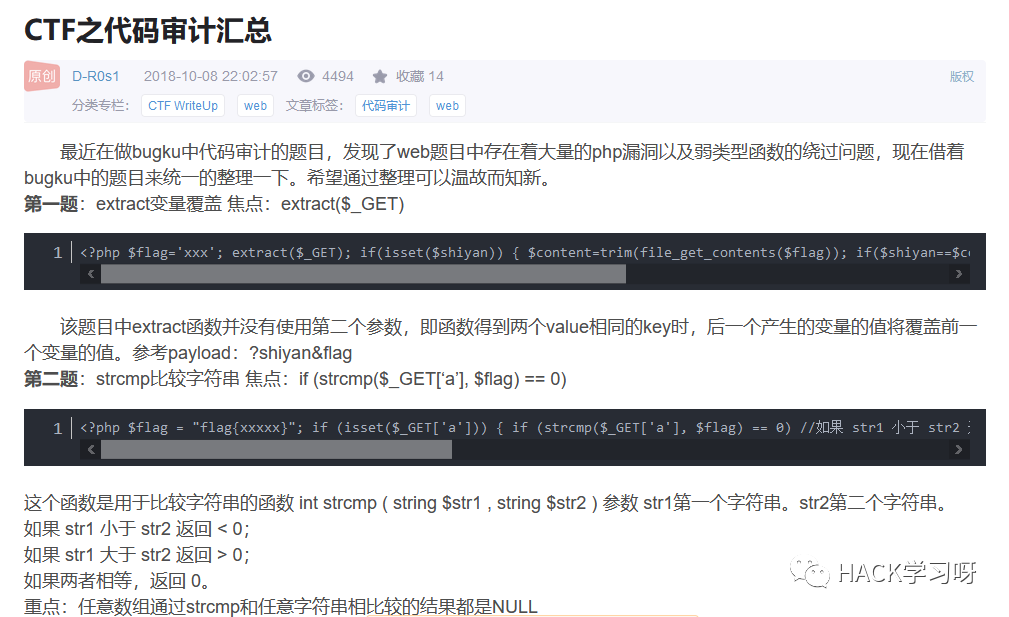 CTF之代码审计汇总
原创 D-R0s1 2018-10-08 22:02:57 4494 收藏 14 版权
分类专栏： CTF WriteUp web 文章标签： 代码审计 web
最近在做bugku中代码审计的题目，发现了web题目中存在着大量的php漏洞以及弱类型函数的绕过问题，现在借着
bugku中的题目来统一的整理一下。希望通过整理可以温故而知新。
第一题：extract变量覆盖 焦点：extract($_GET)
1 <?php $flag='xxx'; extract($_GET); if(isset($shiyan)) { $content=trim(file_get_contents($flag)); if($shiyan==$c
该题目中extract函数并没有使用第二个参数，即函数得到两个value相同的key时，后一个产生的变量的值将覆盖前一
个变量的值。参考payload：?shiyan&flag
第二题：strcmp比较字符串 焦点：if (strcmp($_GET[‘a’], $flag) == 0)
1 <?php $flag = "flag{xxxxx}"; if (isset($_GET['a'])) { if (strcmp($_GET['a'], $flag) == 0) //如果 str1 小于 str2
这个函数是用于比较字符串的函数 int strcmp ( string $str1 , string $str2 ) 参数 str1第一个字符串。str2第二个字符串。
如果 str1 小于 str2 返回 < 0；
如果 str1 大于 str2 返回 > 0；
如果两者相等，返回 0。
重点：任意数组通过strcmp和任意字符串相比较的结果都是NULL
HACK学习呀